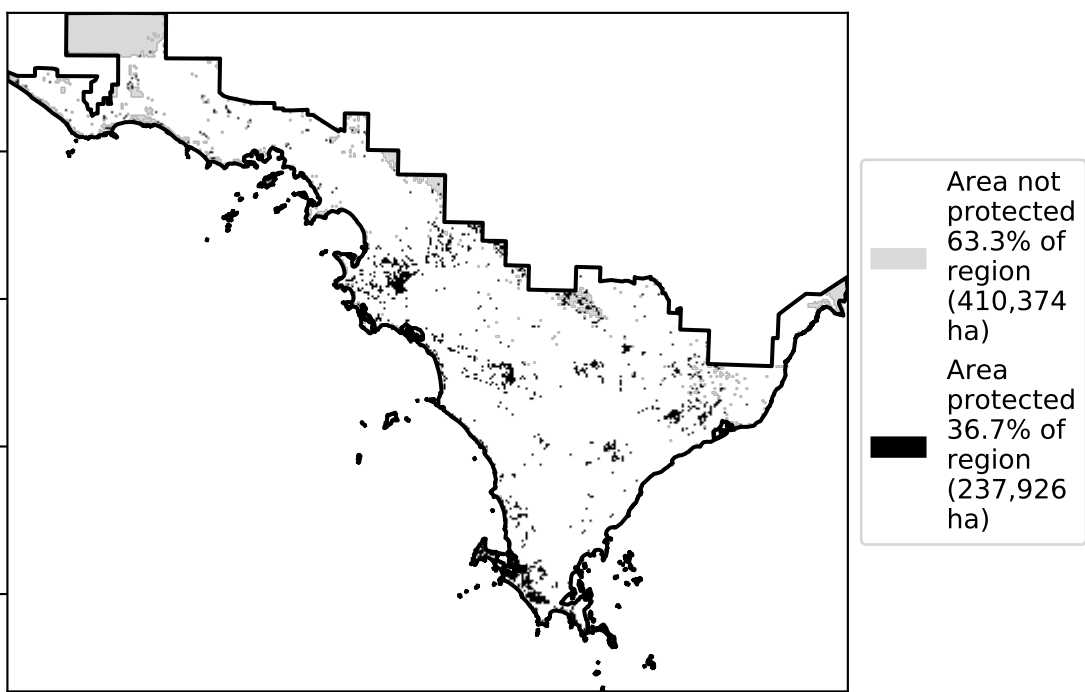 Area not
protected
63.3% of
region
(410,374
ha)
Area
protected
36.7% of
region
(237,926
ha)